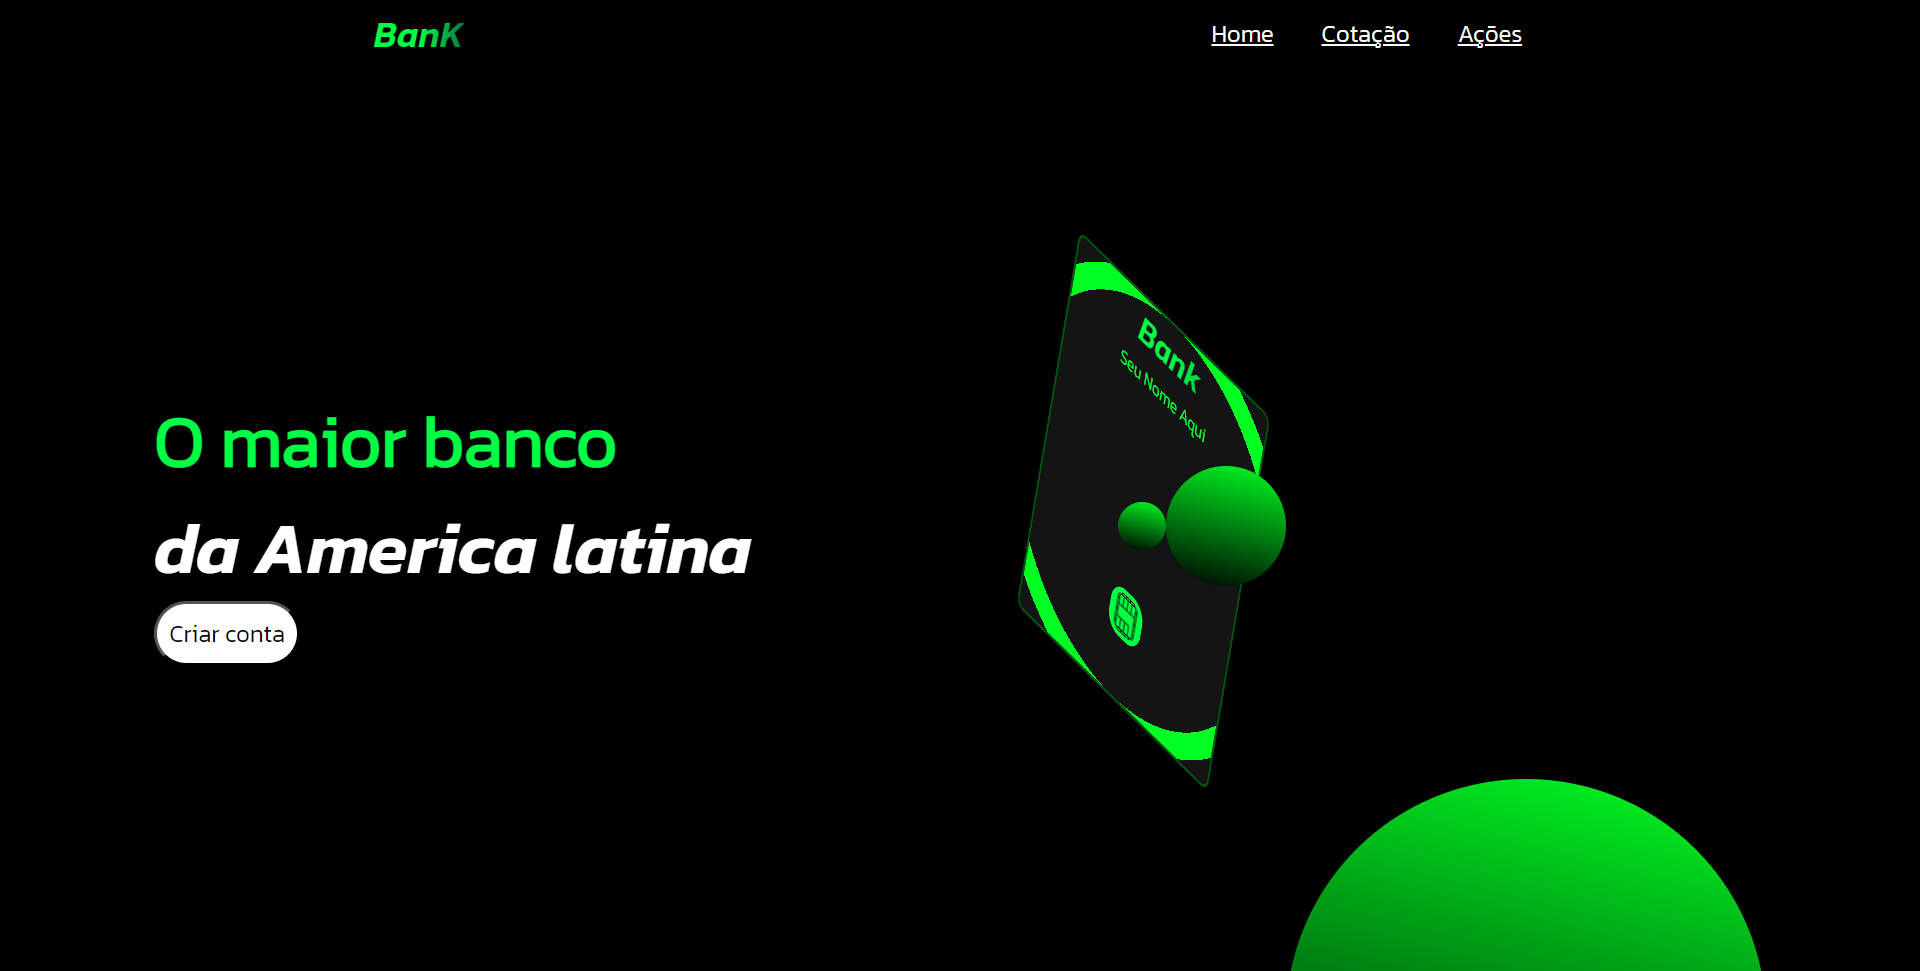 BanK
Home Cotação Ações
Bank
Seu Nome Aqui
O maior banco
da America latina
Criar conta